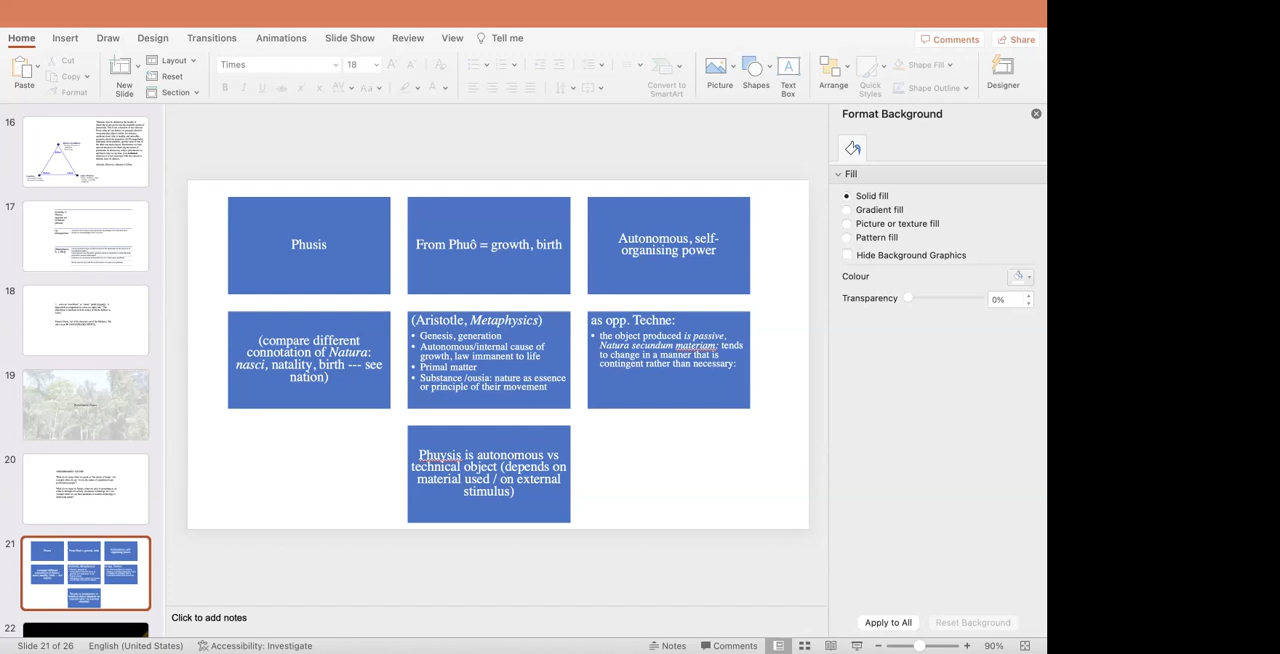 Home Insert Draw Design Transitions Animations Slide Show Review View Tell me
Comments Share
Paste
Cut
Copy
Format
New Slide
Layout
Reset
Section
Times 18
Convert to SmartArt
Picture
Shapes
Text Box
Arrange
Quick Styles
Shape Fill
Shape Outline
Designer
16
17
18
19
20
21
22
Phusis
From Phuô = growth, birth
Autonomous, self-
organising power
(compare different
connotation of Natura:
nasci, natality, birth --- see
nation)
(Aristotle, Metaphysics)
• Genesis, generation
• Autonomous/internal cause of
growth, law immanent to life
• Primal matter
• Substance /ousia: nature as essence
or principle of their movement
as opp. Techne:
• the object produced is passive,
Natura secundum materiam: tends
to change in a manner that is
contingent rather than necessary:
Phuysis is autonomous vs
technical object (depends on
material used / on external
stimulus)
Click to add notes
Format Background
Fill
Solid fill
Gradient fill
Picture or texture fill
Pattern fill
Hide Background Graphics
Colour
Transparency 0%
Apply to All Reset Background
Slide 21 of 26 English (United States) Accessibility: Investigate Notes Comments 90%